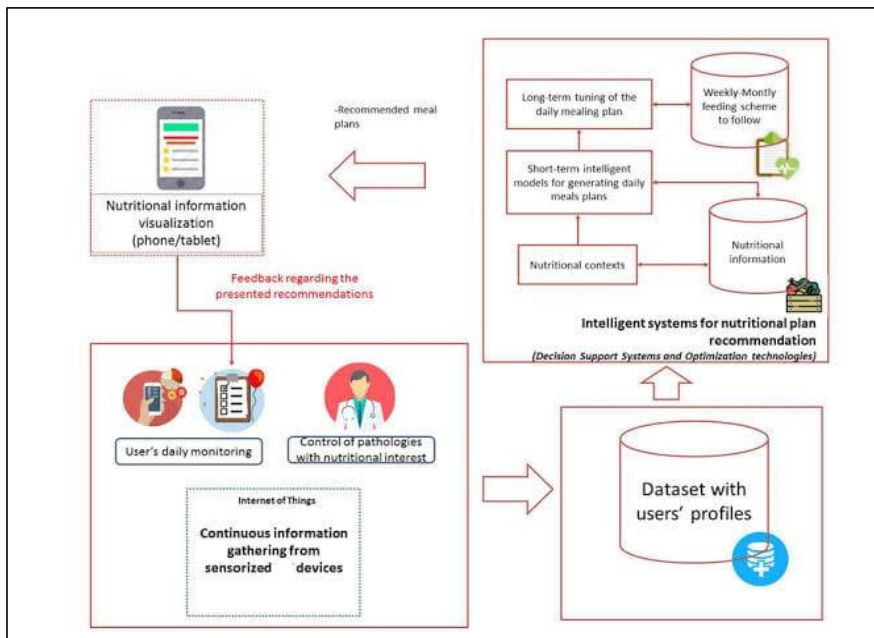 -Recommended meal
plans
Nutritional information
visualization
(phone/tablet)
Feedback regarding the
presented recommendations
Long-term tuning of the
daily mealing plan
Weekly-Montly
feeding scheme
to follow
Short-term intelligent
models for generating daily
meals plans
Nutritional contexts
Nutritional
information
Intelligent systems for nutritional plan
recommendation
(Decision Support Systems and Optimization technologies)
User's daily monitoring
Control of pathologies
with nutritional interest
Internet of Things
Continuous information
gathering from
sensorized devices
Dataset with
users' profiles